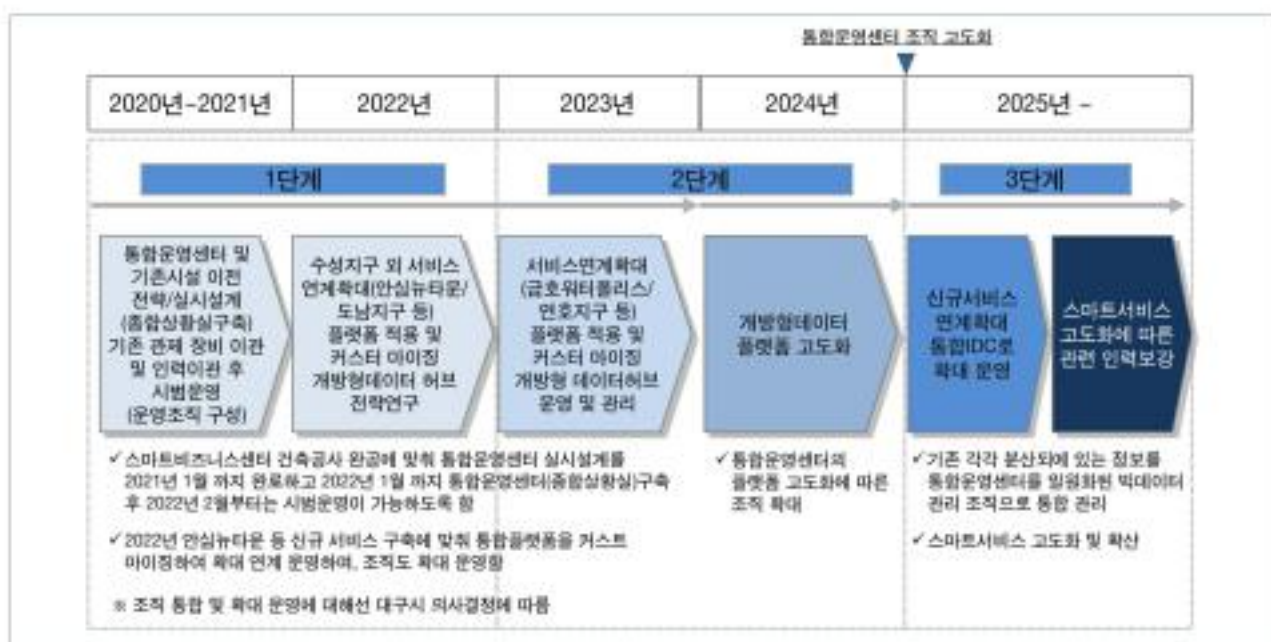 통합운영센터 조직 고도화
2020년~2021년
2022년
2023년
2024년
2025년 ~
1단계
2단계
3단계
통합운영센터 및
기존시설 이전
전략/실시설계
(종합상황실구축)
기존 관제 장비 이관
및 인력이관 후
시범운영
(운영조직 구성)
수성지구 외 서비스
연계확대(안심뉴타운/
도남지구 등)
플랫폼 적용 및
커스터 마이징
개방형데이터 허브
전략연구
서비스연계확대
(금호워터폴리스/
연호지구 등)
플랫폼 적용 및
커스터 마이징
개방형 데이터허브
운영 및 관리
개방형데이터
플랫폼 고도화
신규서비스
연계확대
통합IDC로
확대 운영
스마트서비스
고도화에 따른
관련 인력보강
✓스마트비즈니스센터 건축공사 완공에 맞춰 통합운영센터 실시설계를
2021년 1월 까지 완료하고 2022년 1월 까지 통합운영센터(종합상황실)구축
후 2022년 2월부터는 시범운영이 가능하도록 함
✓2022년 안심뉴타운 등 신규 서비스 구축에 맞춰 통합플랫폼을 커스트
마이징하여 확대 연계 운영하며, 조직도 확대 운영함
※ 조직 통합 및 확대 운영에 대해선 대구시 의사결정에 따름
✓통합운영센터의
플랫폼 고도화에 따른
조직 확대
✓기존 각각 분산되에 있는 정보를
통합운영센터를 일원화된 빅데이터
관리 조직으로 통합 관리
✓스마트서비스 고도화 및 확산